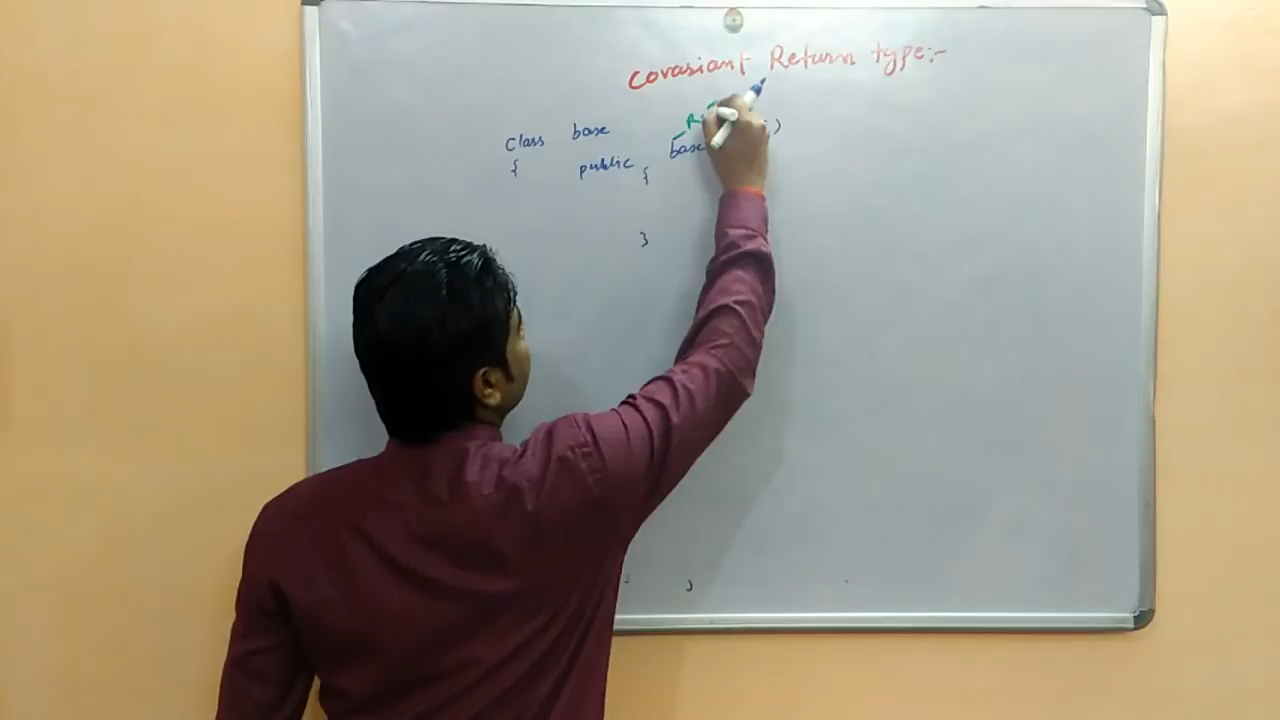 Covariant Return type:-
Class base
{ public base )
{
}